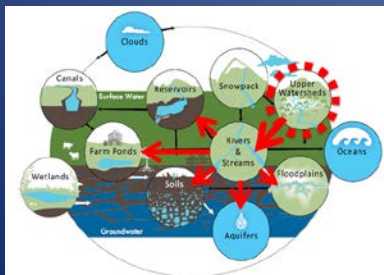 Clouds
Canals
Reservoirs
Snowpack
Upper
Watersheds
Surface Water
Farm Ponds
Rivers
&
Streams
Oceans
Wetlands
Soils
Floodplains
Groundwater
Aquifers